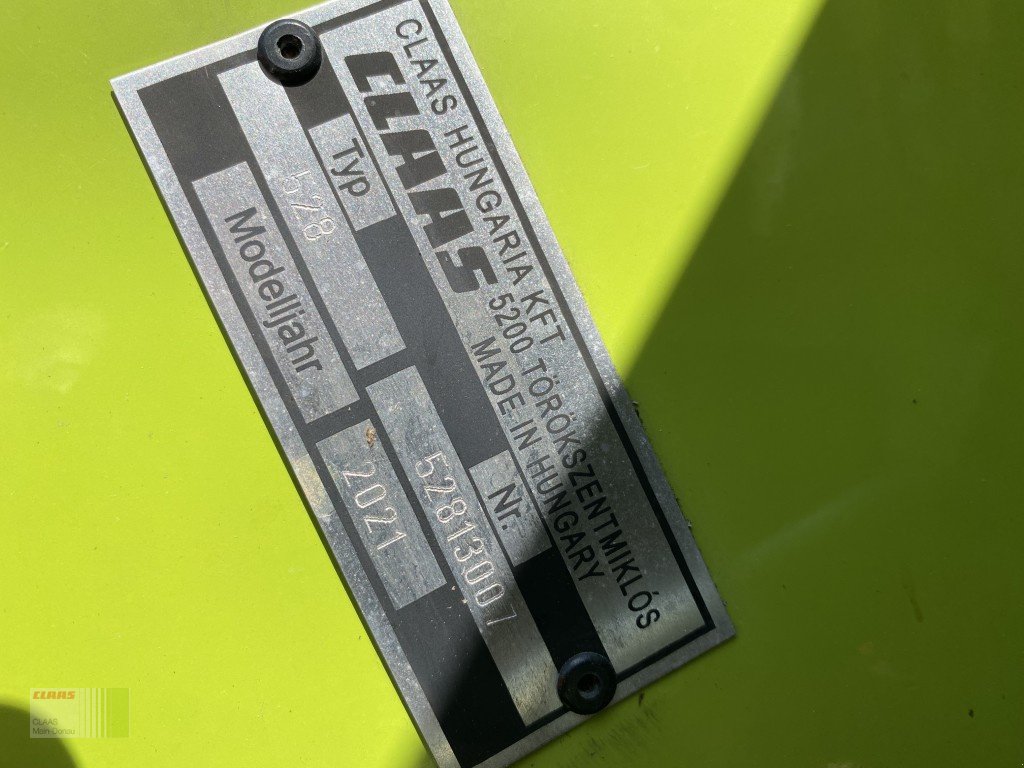 CLAAS HUNGARIA KFT
5200 TÖRÖKSZENTMIKLÓS
CLAAS
MADE IN HUNGARY
Typ
Nr.
528
52813007
Modelljahr
2021
CLAAS
CLAAS
Main-Donau